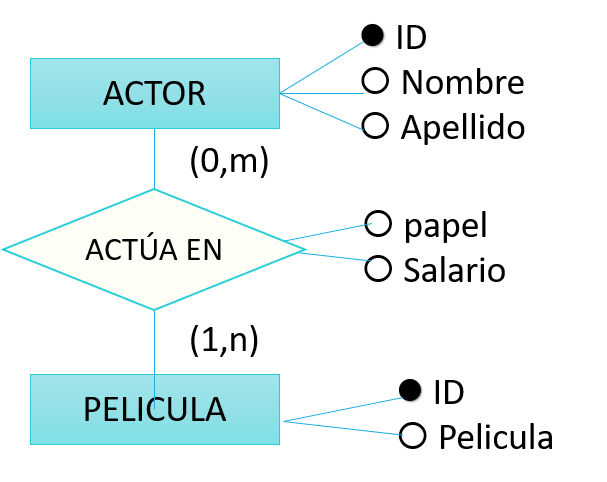 ID
ACTOR
Nombre
Apellido
(0,m)
papel
ACTÚA EN
Salario
(1,n)
ID
PELICULA
Pelicula